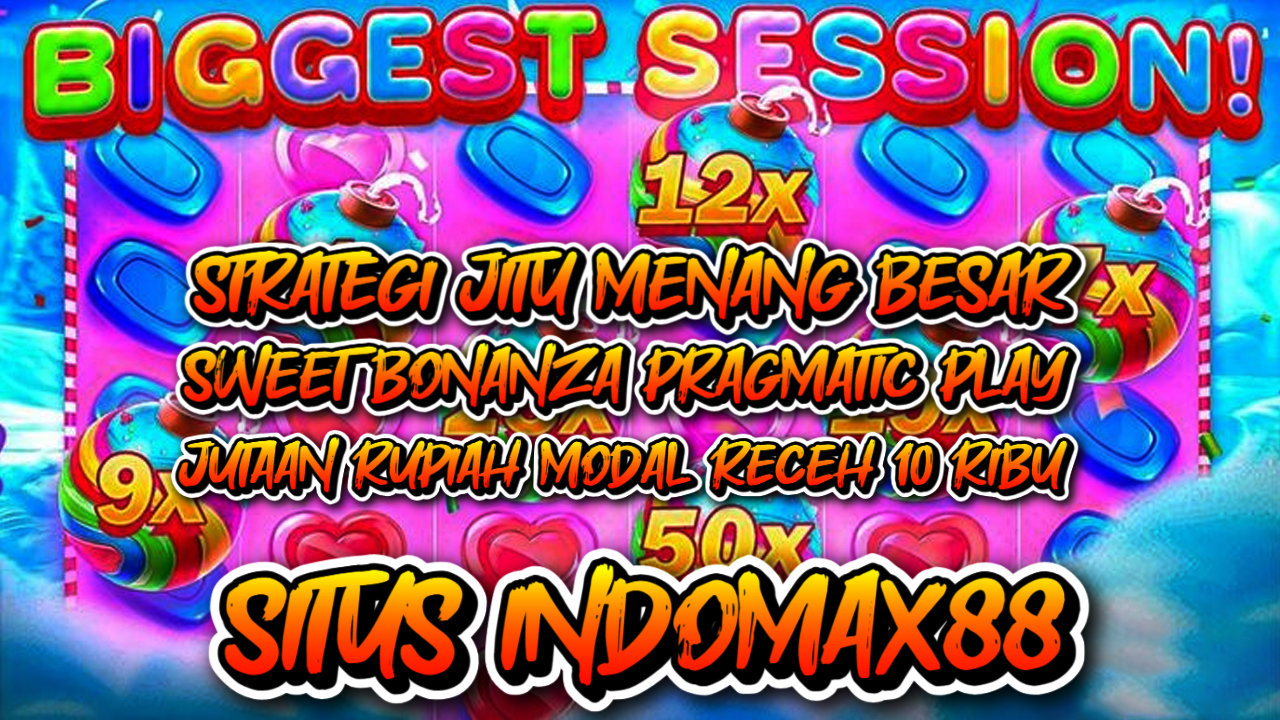 BIGGEST SESSION!
12x
STRATEGI JITU MENANG BESAR
SWEET BONANZA PRAGMATIC PLAY
JUTAAN RUPIAH MODAL RECEH 10 RIBU
9x
50x
SITUS INDOMAX88